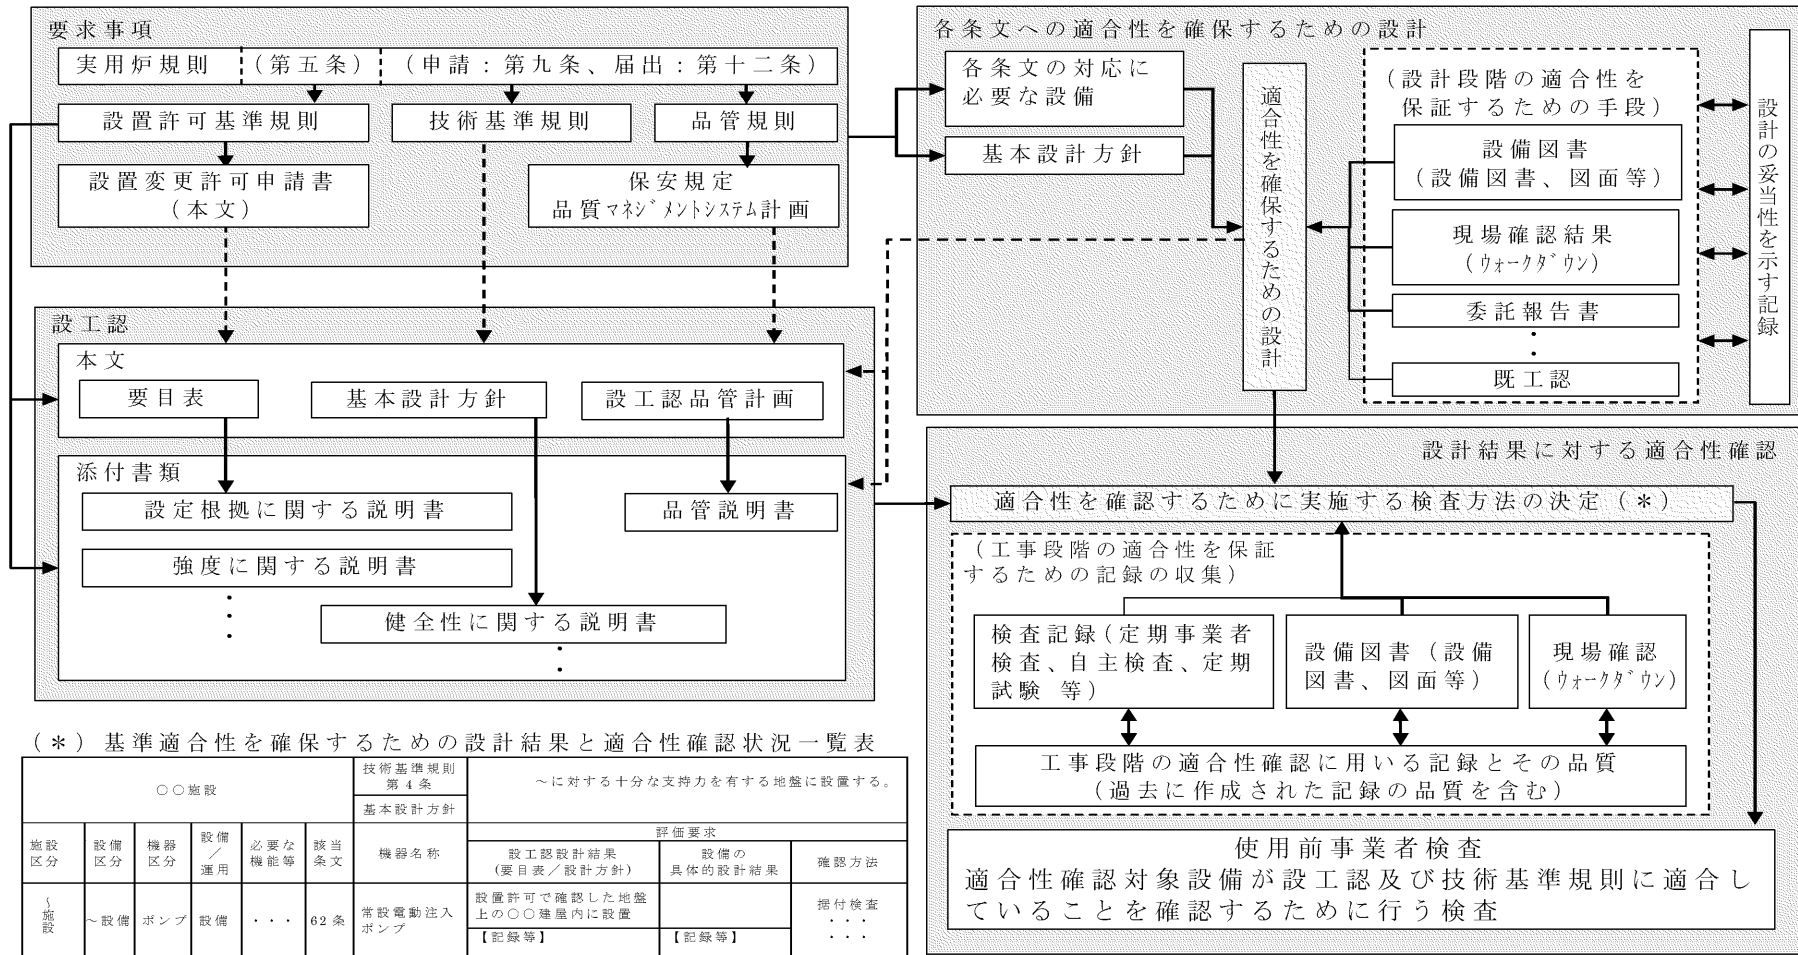 要求事項
実用炉規則 (第五条) (申請:第九条、届出:第十二条)
設置許可基準規則
技術基準規則
品管規則
設置変更許可申請書
(本文)
保安規定
品質マネジメントシステム計画
設工認
本文
要目表
基本設計方針
設工認品管計画
添付書類
設定根拠に関する説明書
品管説明書
強度に関する説明書
・
・
・
健全性に関する説明書
・
・
各条文への適合性を確保するための設計
各条文の対応に
必要な設備
基本設計方針
適合性を確保するための設計
(設計段階の適合性を
保証するための手段)
設備図書
(設備図書、図面等)
現場確認結果
(ウォークダウン)
委託報告書
・
・
既工認
設計の妥当性を示す記録
設計結果に対する適合性確認
適合性を確認するために実施する検査方法の決定(*)
(工事段階の適合性を保証
するための記録の収集)
検査記録(定期事業者
検査、自主検査、定期
試験 等)
設備図書(設備
図書、図面等)
現場確認
(ウォークダウン)
工事段階の適合性確認に用いる記録とその品質
(過去に作成された記録の品質を含む)
使用前事業者検査
適合性確認対象設備が設工認及び技術基準規則に適合し
ていることを確認するために行う検査
(*)基準適合性を確保するための設計結果と適合性確認状況一覧表
○○施設
技術基準規則
第4条
~に対する十分な支持力を有する地盤に設置する。
基本設計方針
施設
区分
設備
区分
機器
区分
設備
/
運用
必要な
機能等
該当
条文
機器名称
評価要求
設工認設計結果
(要目表/設計方針)
設備の
具体的設計結果
確認方法
~施設
~設備
ポンプ
設備
・・・
62条
常設電動注入
ポンプ
設置許可で確認した地盤
上の○○建屋内に設置
【記録等】
【記録等】
据付検査
・・・